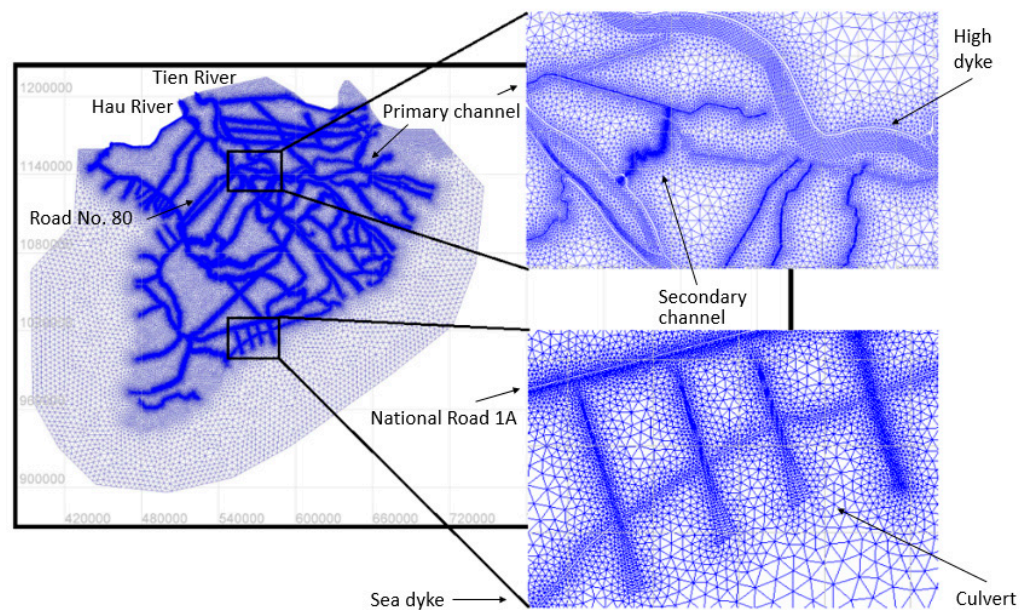 High
dyke
1200000
Tien River
Hau River
Primary channel
1140000
Road No. 80
1080000
Secondary
channel
National Road 1A
900000
420000 480000 540000 600000 660000 720000
Sea dyke
Culvert